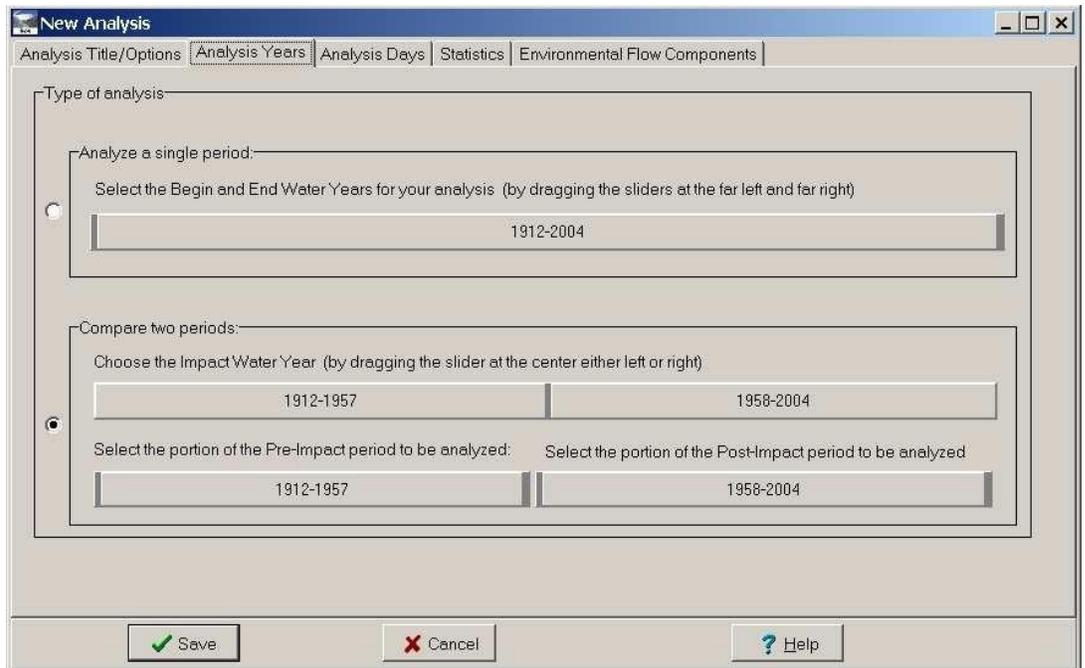 New Analysis
Analysis Title/Options Analysis Years Analysis Days Statistics Environmental Flow Components
Type of analysis
Analyze a single period:
Select the Begin and End Water Years for your analysis (by dragging the sliders at the far left and far right)
1912-2004
Compare two periods:
Choose the Impact Water Year (by dragging the slider at the center either left or right)
1912-1957 1958-2004
Select the portion of the Pre-Impact period to be analyzed: Select the portion of the Post-Impact period to be analyzed
1912-1957 1958-2004
Save Cancel Help